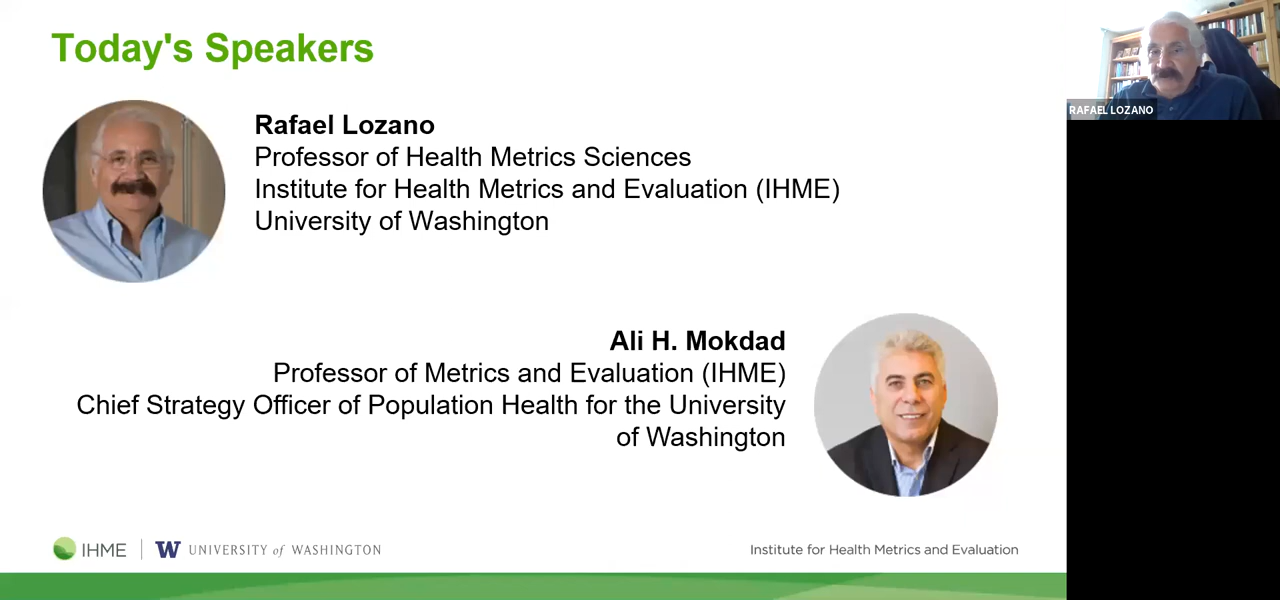 Today's Speakers
RAFAEL LOZANO
Rafael Lozano
Professor of Health Metrics Sciences
Institute for Health Metrics and Evaluation (IHME)
University of Washington
Ali H. Mokdad
Professor of Metrics and Evaluation (IHME)
Chief Strategy Officer of Population Health for the University
of Washington
IHME W UNIVERSITY of WASHINGTON
Institute for Health Metrics and Evaluation